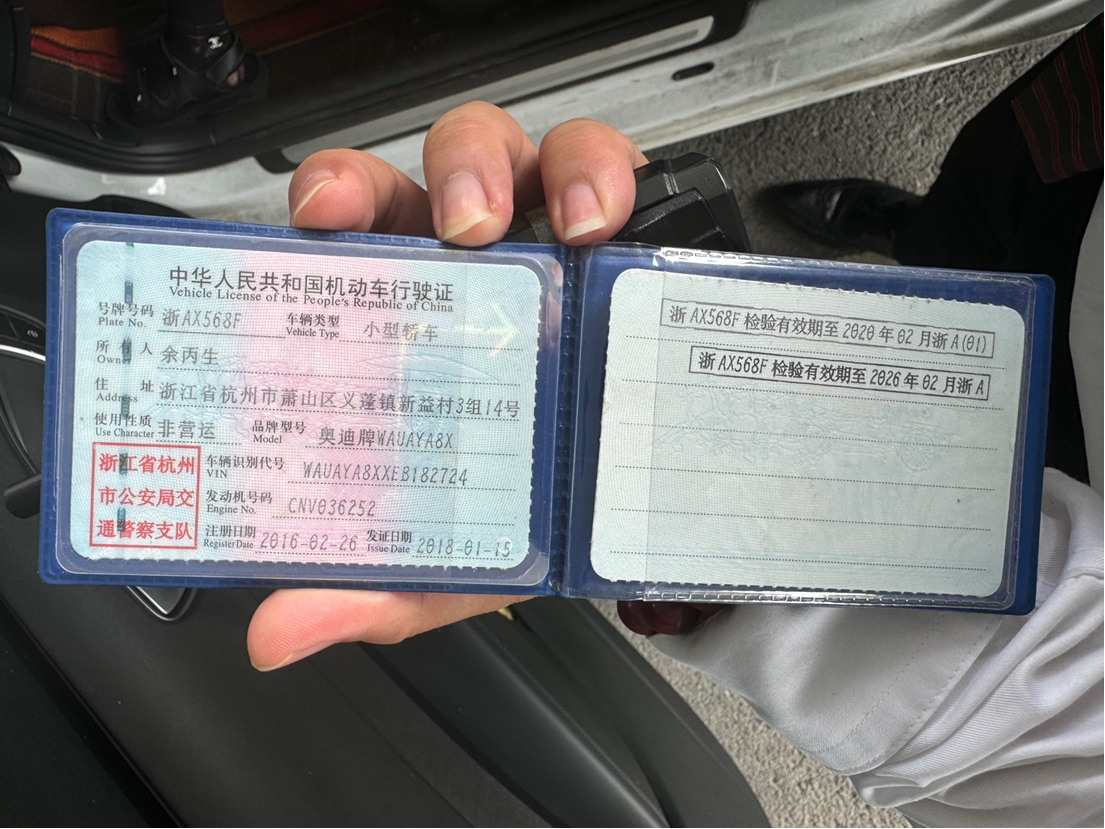 中华人民共和国机动车行驶证
Vehicle License of the People's Republic of China
号牌号码 浙AX568F 车辆类型 小型轿车
Plate No. Vehicle Type
所有人 余丙生
Owner
住址 浙江省杭州市萧山区义蓬镇新益村3组14号
Address
使用性质 非营运 品牌型号 奥迪牌WAUAYA8X
Use Character Model
浙江省杭州
市公安局交
通警察支队
车辆识别代号 WAUAYA8XXEB182724
VIN
发动机号码 CNV036252
Engine No.
注册日期 2016-02-26 发证日期 2018-01-15
Register Date Issue Date
浙AX568F 检验有效期至 2020年02月浙A(01)
浙AX568F 检验有效期至 2026年02月浙A